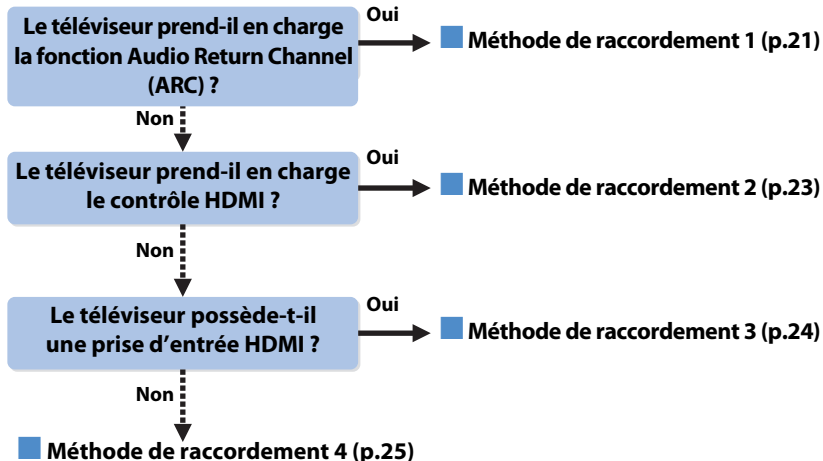 Le téléviseur prend-il en charge
la fonction Audio Return Channel
(ARC) ?
Oui
Méthode de raccordement 1 (p.21)
Non
Le téléviseur prend-il en charge
le contrôle HDMI ?
Oui
Méthode de raccordement 2 (p.23)
Non
Le téléviseur possède-t-il
une prise d’entrée HDMI ?
Oui
Méthode de raccordement 3 (p.24)
Non
Méthode de raccordement 4 (p.25)